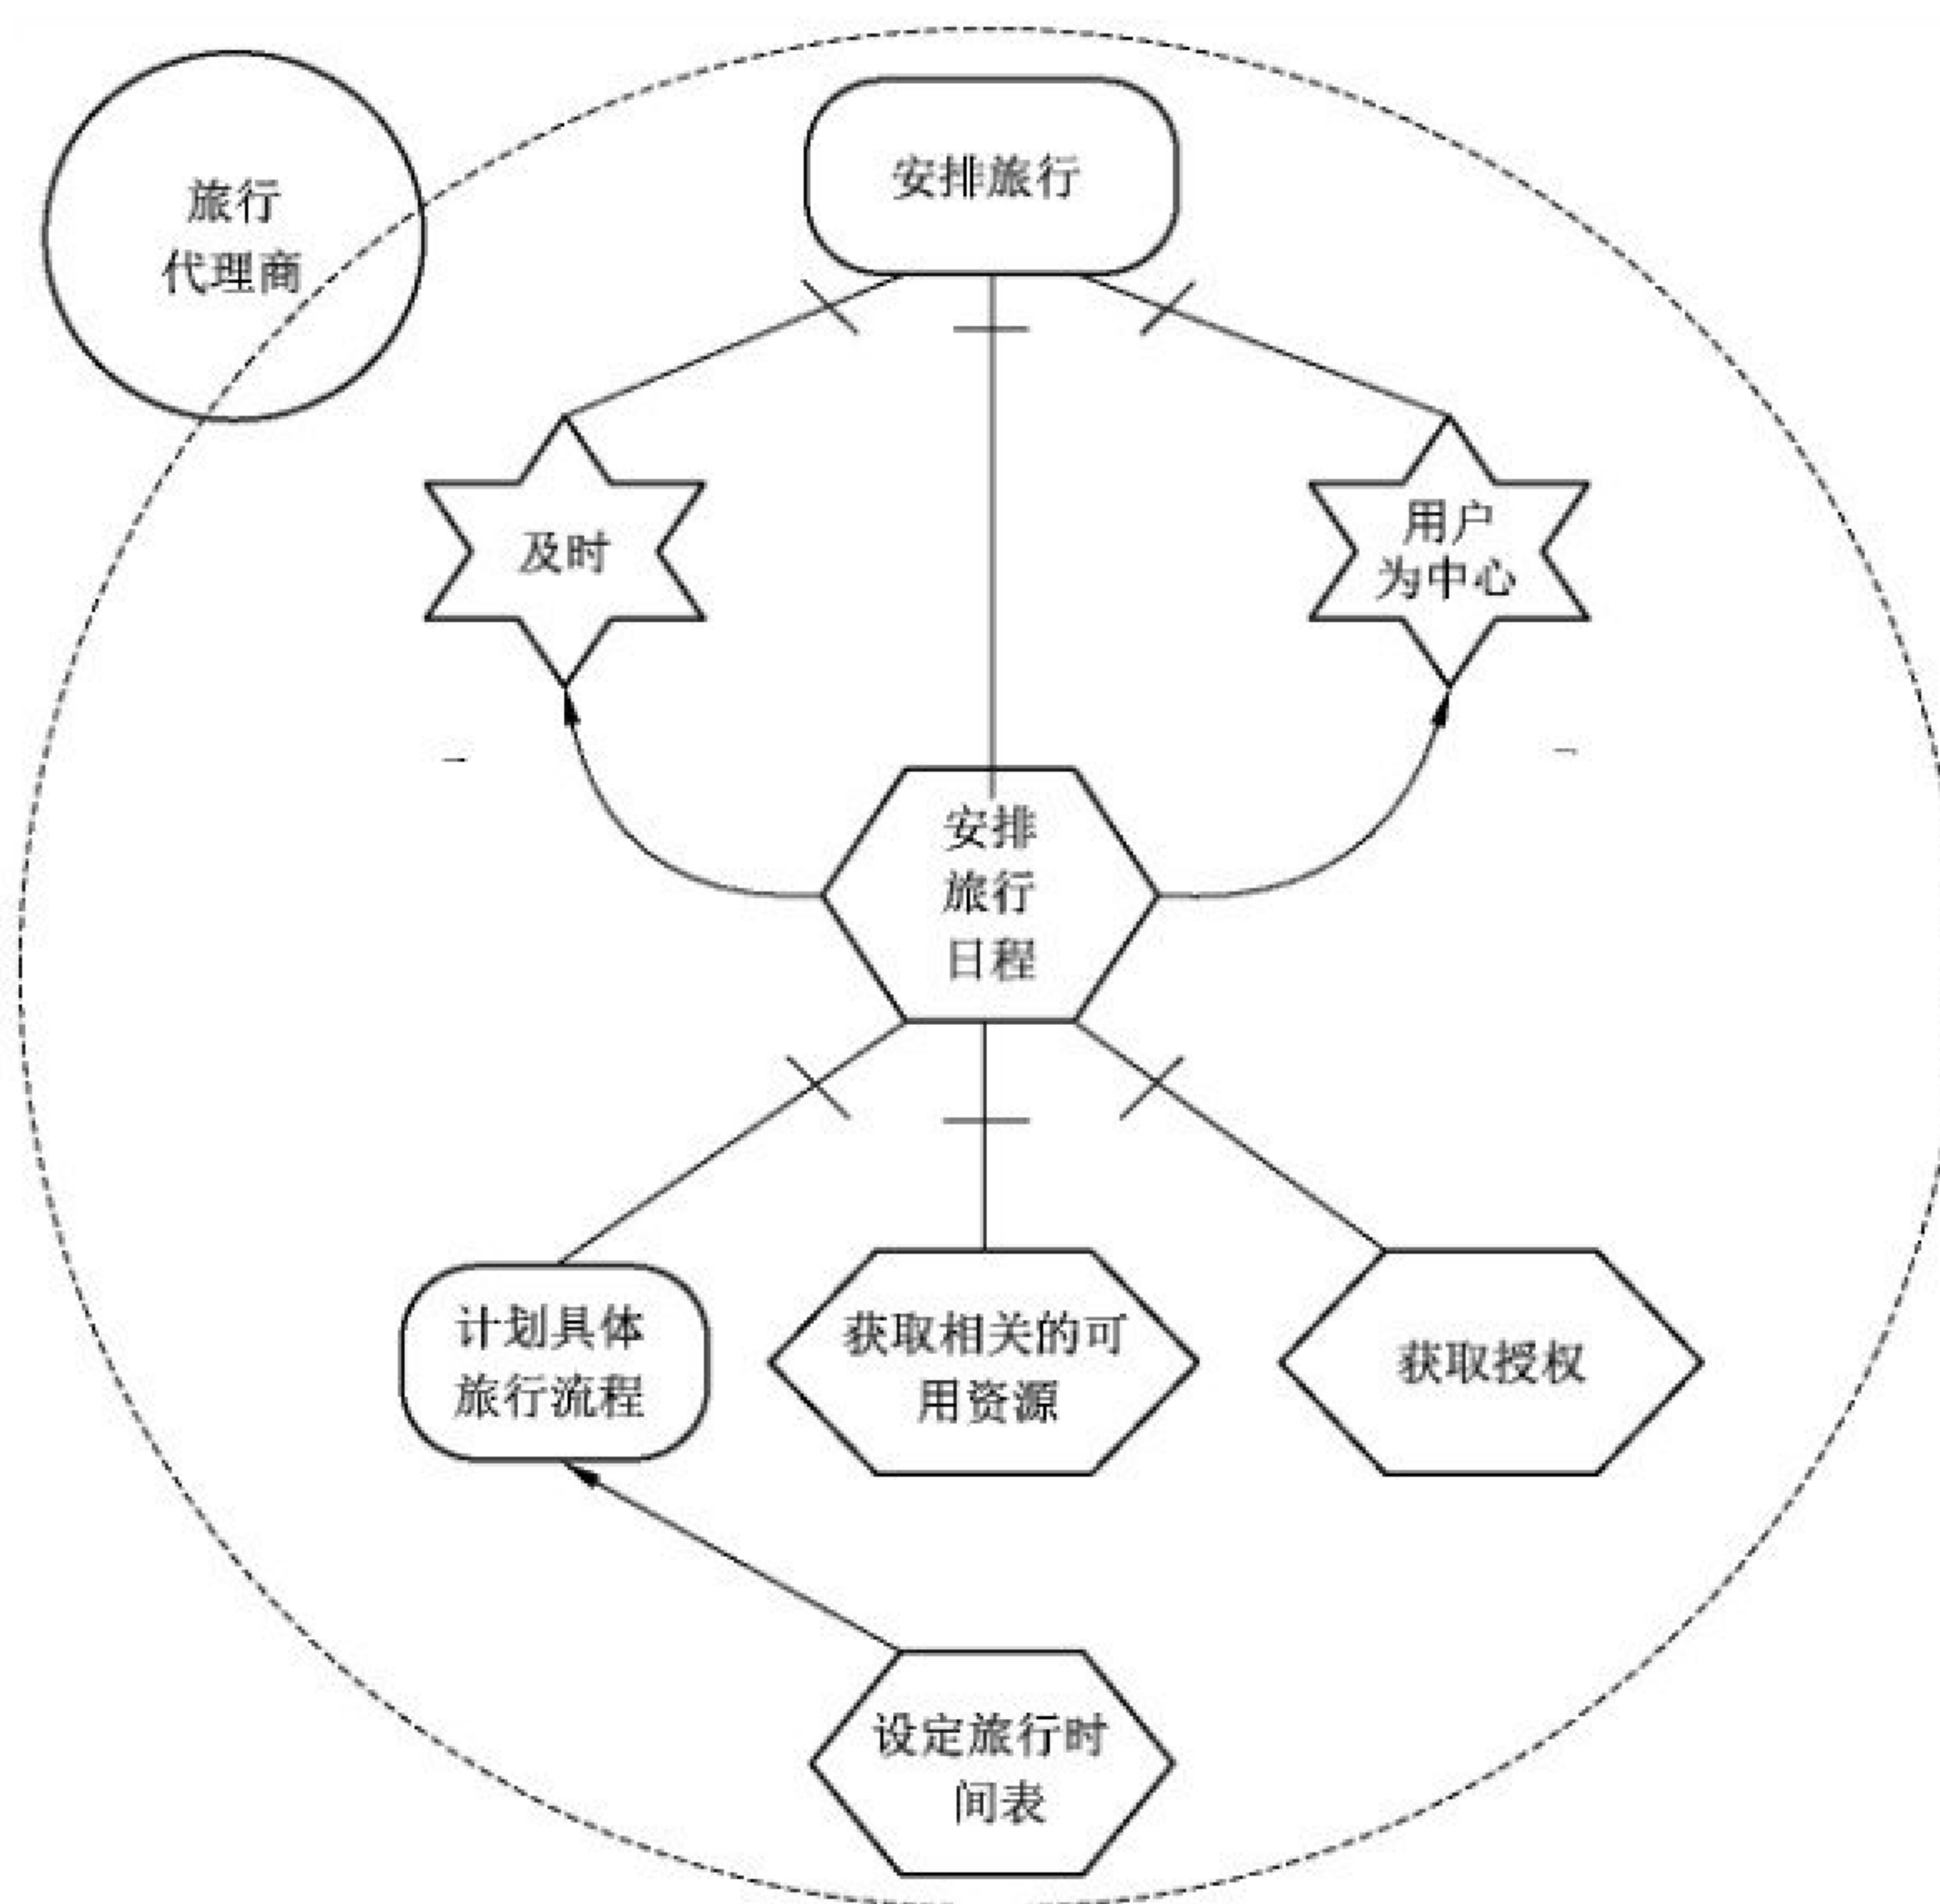 旅行
代理商
安排旅行
及时
用户
为中心
安排
旅行
日程
计划具体
旅行流程
获取相关的可
用资源
获取授权
设定旅行时
间表